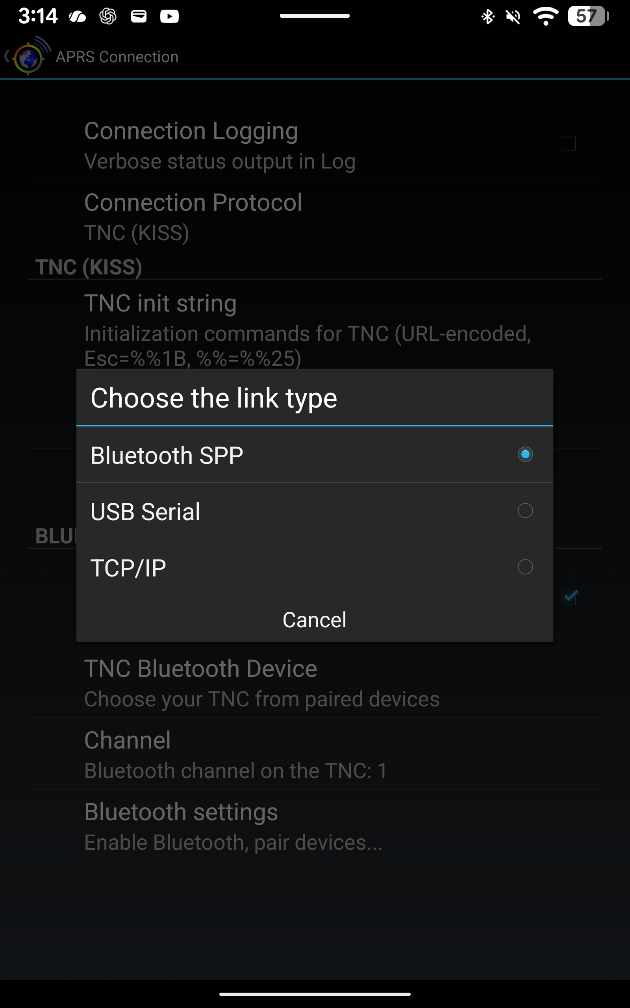 3:14
57
APRS Connection
Connection Logging
Verbose status output in Log
Connection Protocol
TNC (KISS)
TNC (KISS)
TNC init string
Initialization commands for TNC (URL-encoded,
Esc=%%1B, %%=%%25)
Choose the link type
Bluetooth SPP
USB Serial
BLU
TCP/IP
Cancel
TNC Bluetooth Device
Choose your TNC from paired devices
Channel
Bluetooth channel on the TNC: 1
Bluetooth settings
Enable Bluetooth, pair devices...